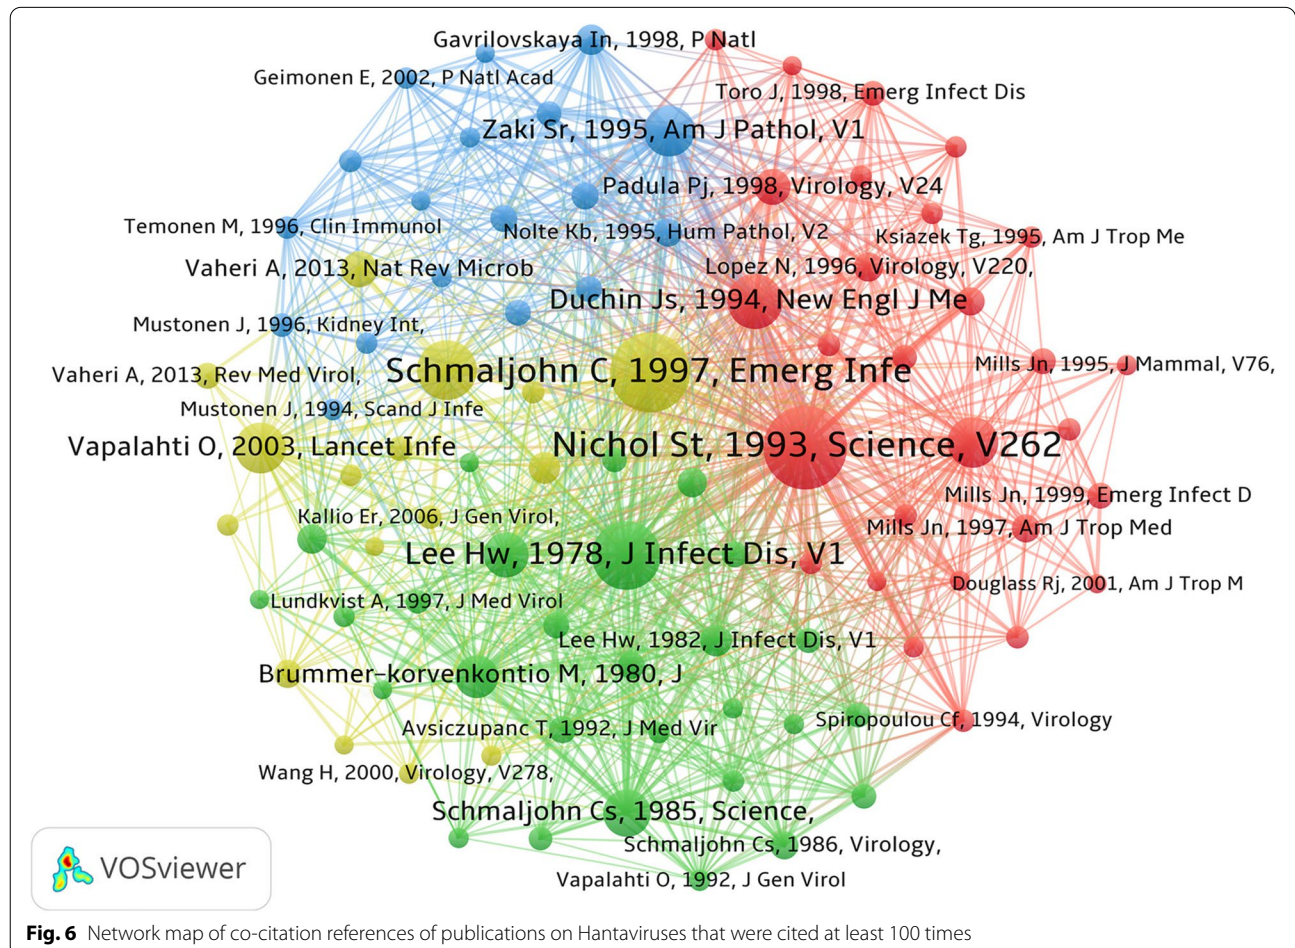 Gavrilovskaya In, 1998, P Natl
Geimonen E, 2002, P Natl Acad
Toro J, 1998, Emerg Infect Dis
Zaki Sr, 1995, Am J Pathol, V1
Padula Pj, 1998, Virology, V24
Temonen M, 1996, Clin Immunol
Nolte Kb, 1995, Hum Pathol, V2
Ksiazek Tg, 1995, Am J Trop Me
Vaheri A, 2013, Nat Rev Microb
Lopez N, 1996, Virology, V220,
Duchin Js, 1994, New Engl J Me
Mustonen J, 1996, Kidney Int,
Mills Jn, 1995, J Mammal, V76,
Vaheri A, 2013, Rev Med Virol,
Schmaljohn C, 1997, Emerg Infe
Mustonen J, 1994, Scand J Infe
Vapalahti O, 2003, Lancet Infe
Nichol St, 1993, Science, V262
Mills Jn, 1999, Emerg Infect D
Kallio Er, 2006, J Gen Virol,
Mills Jn, 1997, Am J Trop Med
Lee Hw, 1978, J Infect Dis, V1
Douglass Rj, 2001, Am J Trop M
Lundkvist A, 1997, J Med Virol
Lee Hw, 1982, J Infect Dis, V1
Brummer-korvenkontio M, 1980, J
Spiropoulou Cf, 1994, Virology
Avsiczupanc T, 1992, J Med Vir
Wang H, 2000, Virology, V278,
Schmaljohn Cs, 1985, Science,
Schmaljohn Cs, 1986, Virology,
VOSviewer
Vapalahti O, 1992, J Gen Virol
Fig. 6 Network map of co-citation references of publications on Hantaviruses that were cited at least 100 times